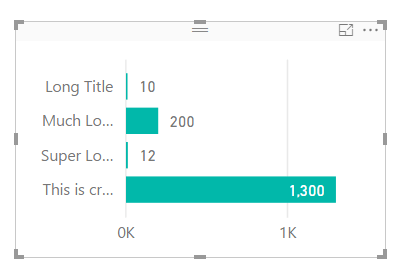 Long Title 10
Much Lo... 200
Super Lo... 12
This is cr... 1,300
0K 1K